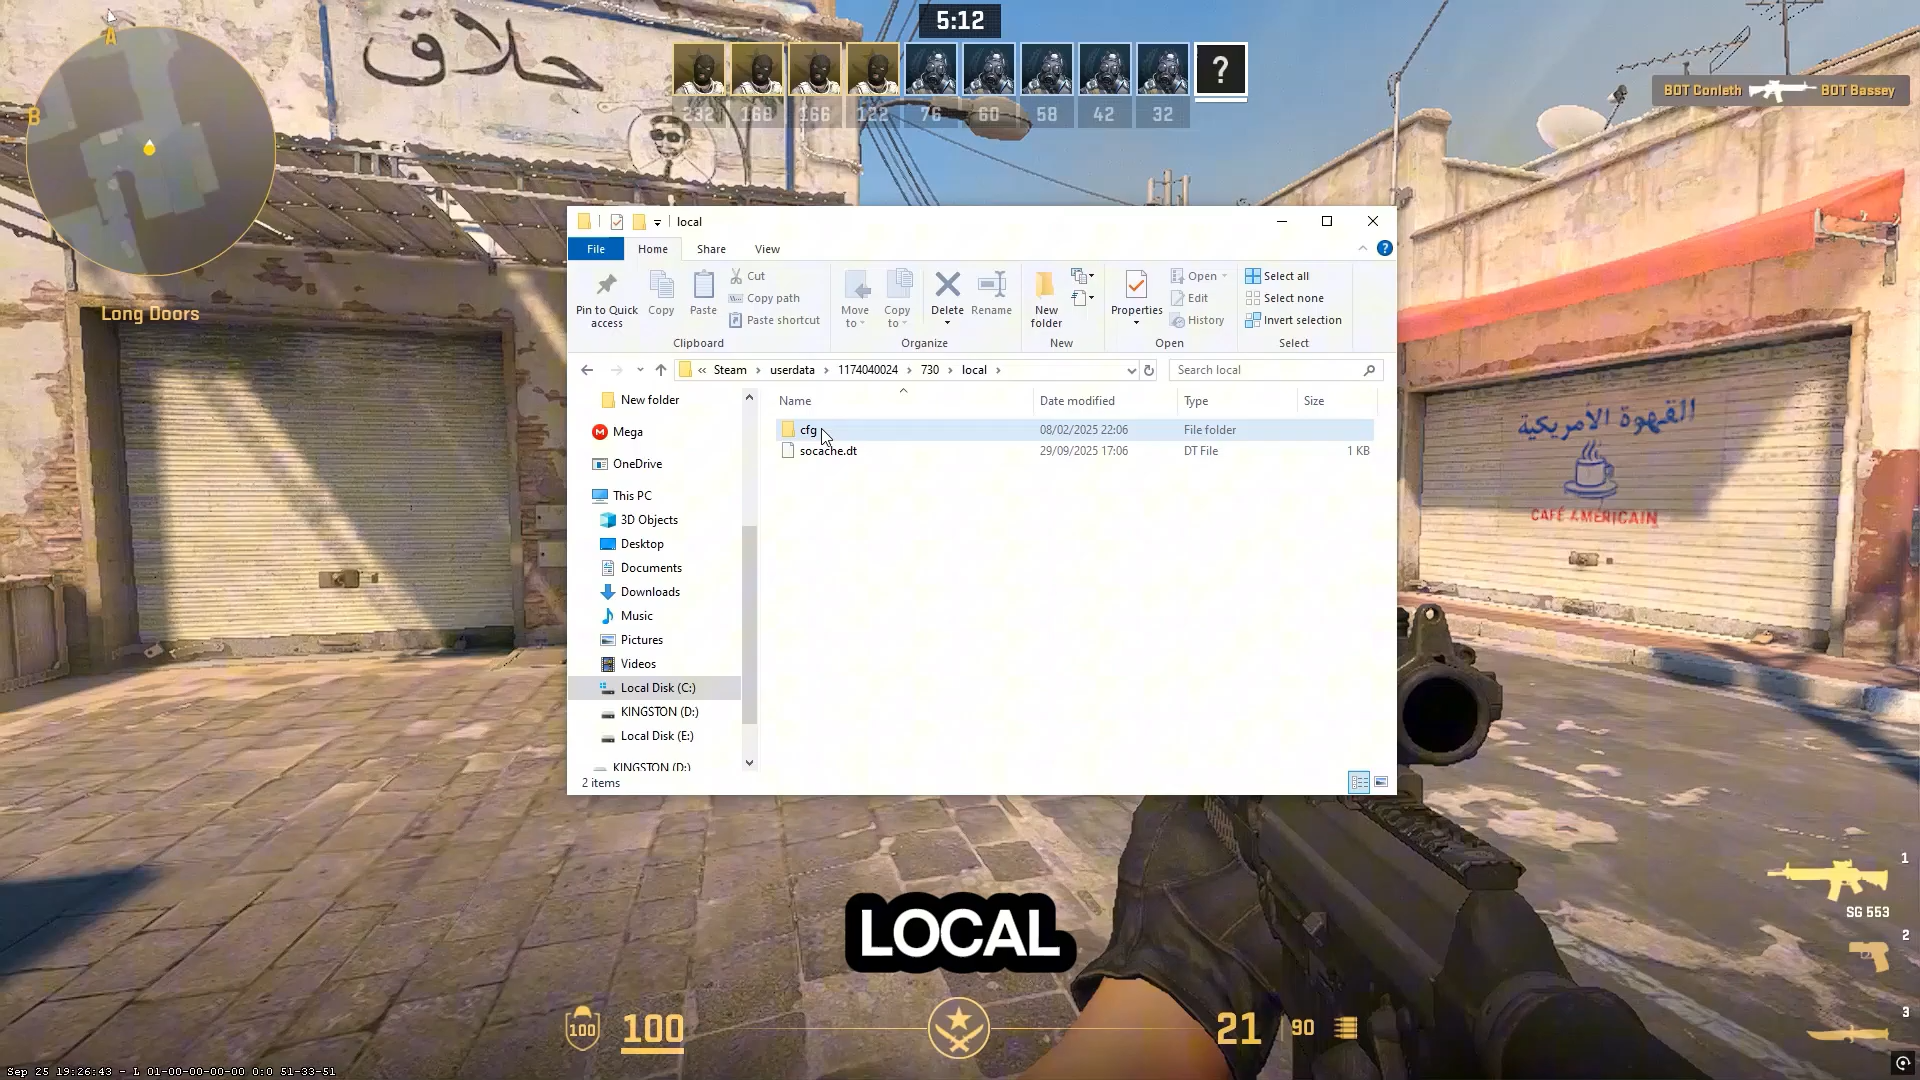 A
B
Long Doors
حلاق
5:12
?
232
168
166
122
76
60
58
42
32
BOT Conleth BOT Bassey
local
File
Home
Share
View
Pin to Quick access
Copy
Paste
Cut
Copy path
Paste shortcut
Clipboard
Move to
Copy to
Delete
Rename
Organize
New folder
New
Properties
Open
Edit
History
Open
Select all
Select none
Invert selection
Select
« Steam › userdata › 1174040024 › 730 › local ›
Search local
New folder
Mega
OneDrive
This PC
3D Objects
Desktop
Documents
Downloads
Music
Pictures
Videos
Local Disk (C:)
KINGSTON (D:)
Local Disk (E:)
KINGSTON (D:)
Name Date modified Type Size
cfg 08/02/2025 22:06 File folder
socache.dt 29/09/2025 17:06 DT File 1 KB
2 items
القهوة الأمريكية
CAFÉ AMERICAIN
LOCAL
1
SG 553
2
3
100
100
21
90
Sep 25 19:26:43 - L 01-00-00-00-00 0:0 51-33-51